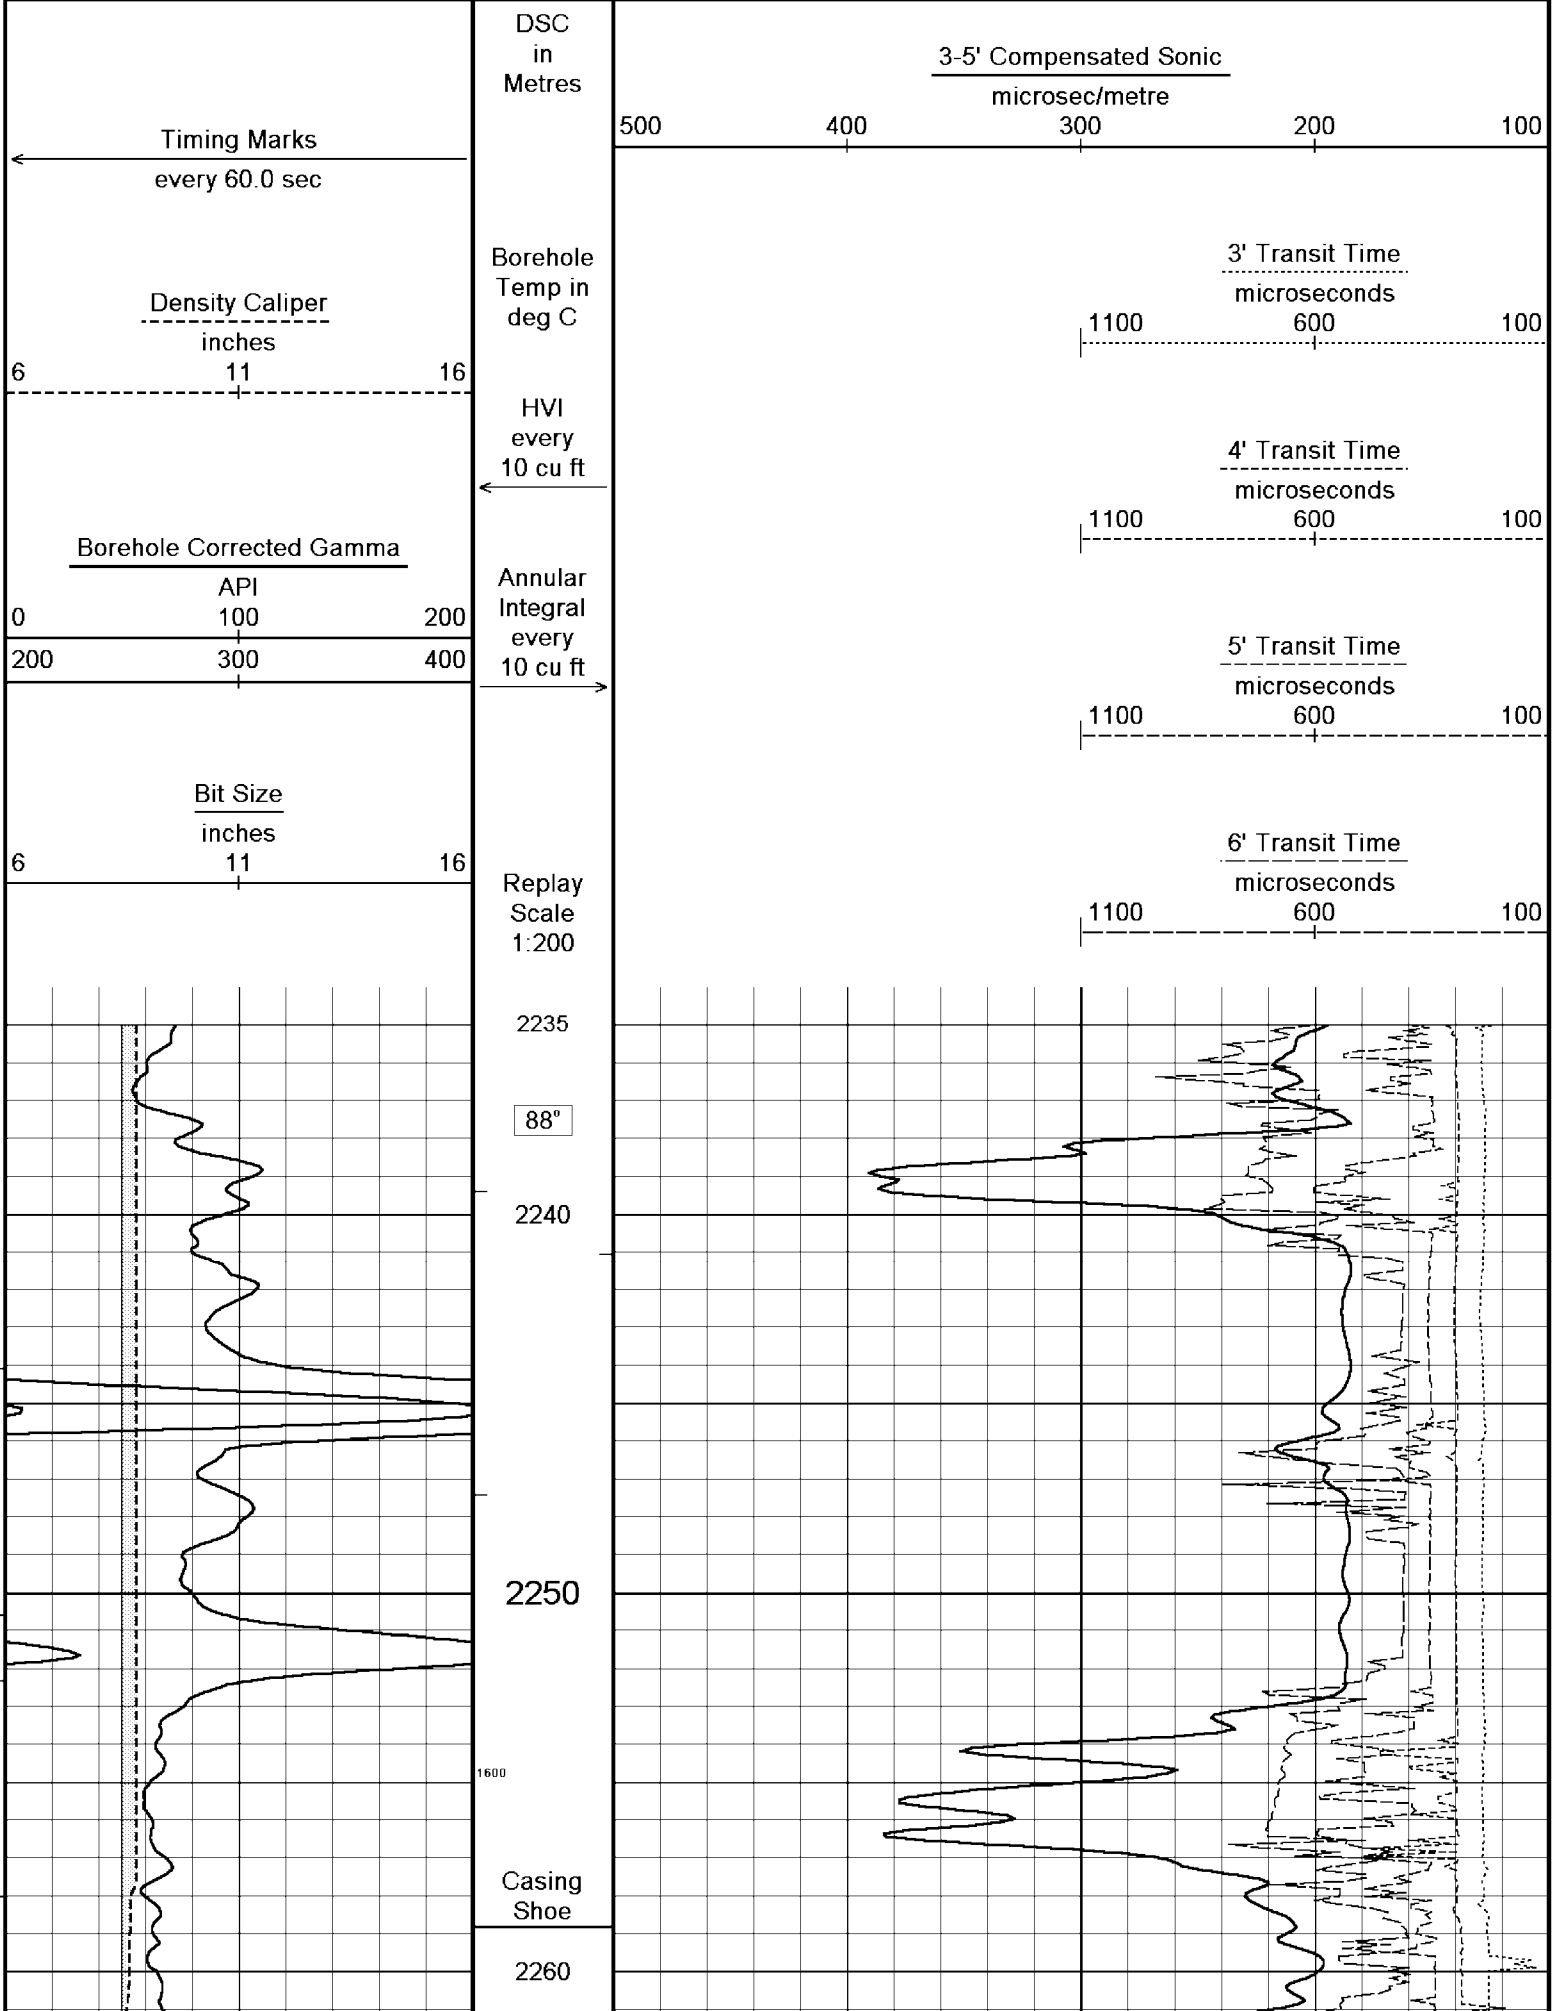 Timing Marks
every 60.0 sec
Density Caliper
inches
6 11 16
Borehole Corrected Gamma
API
0 100 200
200 300 400
Bit Size
inches
6 11 16
DSC
in
Metres
Borehole
Temp in
deg C
HVI
every
10 cu ft
Annular
Integral
every
10 cu ft
Replay
Scale
1:200
3-5' Compensated Sonic
microsec/metre
500 400 300 200 100
3' Transit Time
microseconds
1100 600 100
4' Transit Time
microseconds
1100 600 100
5' Transit Time
microseconds
1100 600 100
6' Transit Time
microseconds
1100 600 100
2235
88°
2240
2250
1600
Casing
Shoe
2260